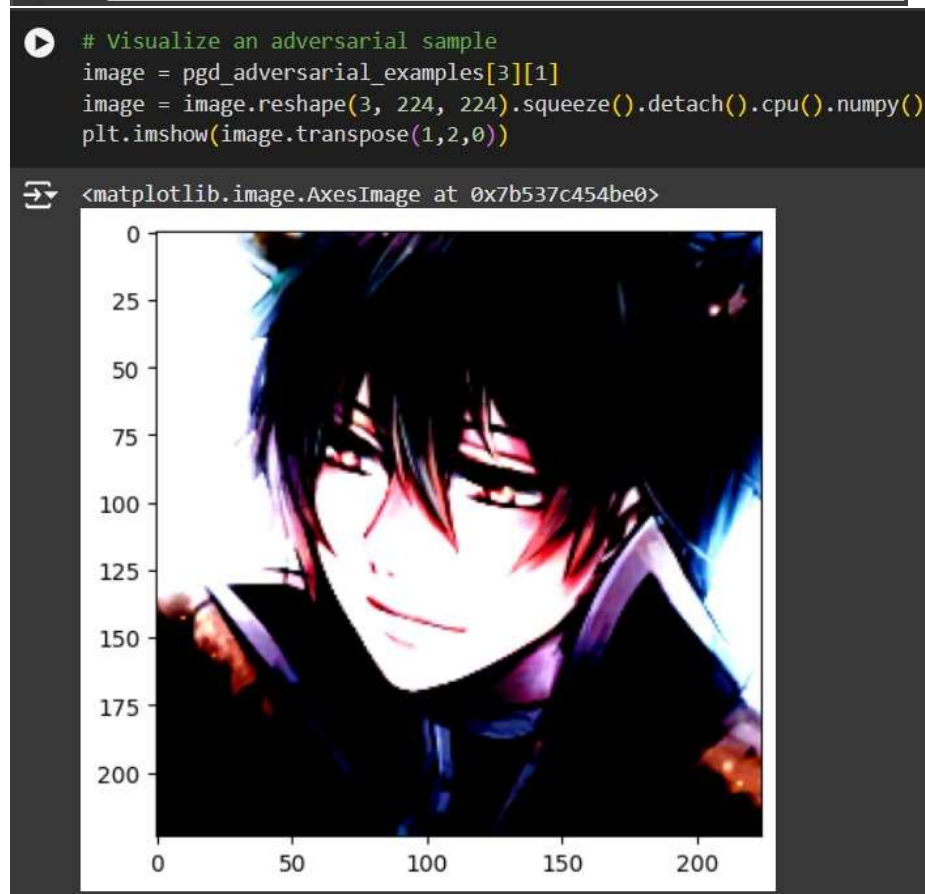 # Visualize an adversarial sample
image = pgd_adversarial_examples[3][1]
image = image.reshape(3, 224, 224).squeeze().detach().cpu().numpy()
plt.imshow(image.transpose(1,2,0))
<matplotlib.image.AxesImage at 0x7b537c454be0>
0
25
50
75
100
125
150
175
200
0 50 100 150 200